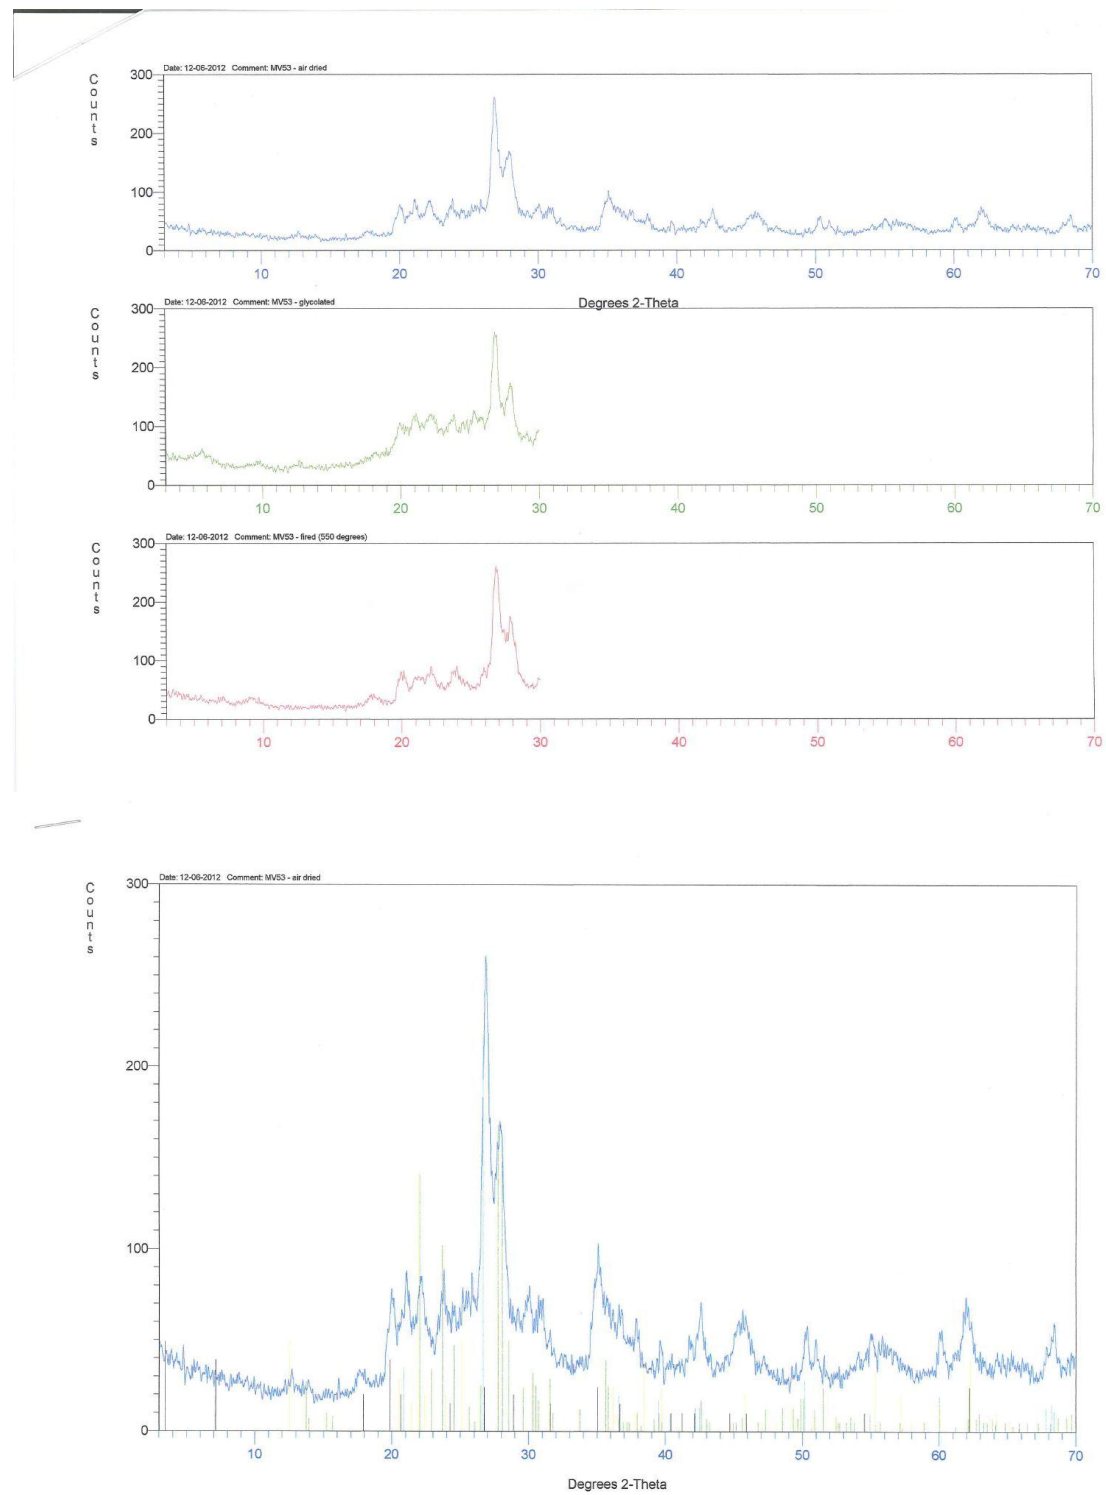 Date: 12-06-2012 Comment: MV53 - air dried
Counts
300
200
100
0
10 20 30 40 50 60 70
Degrees 2-Theta
Date: 12-06-2012 Comment: MV53 - glycolated
Counts
300
200
100
0
10 20 30 40 50 60 70
Date: 12-06-2012 Comment: MV53 - fired (550 degrees)
Counts
300
200
100
0
10 20 30 40 50 60 70
Date: 12-06-2012 Comment: MV53 - air dried
Counts
300
200
100
0
10 20 30 40 50 60 70
Degrees 2-Theta